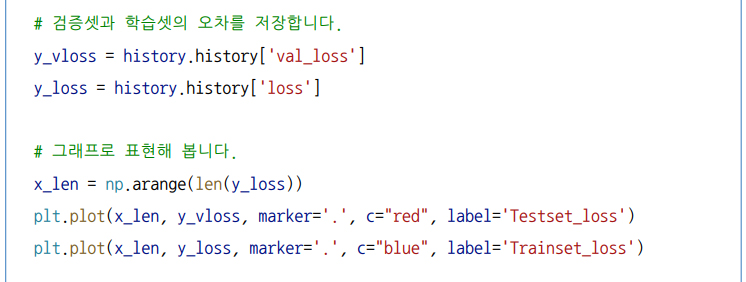 # 검증셋과 학습셋의 오차를 저장합니다.
y_vloss = history.history['val_loss']
y_loss = history.history['loss']
# 그래프로 표현해 봅니다.
x_len = np.arange(len(y_loss))
plt.plot(x_len, y_vloss, marker='.', c="red", label='Testset_loss')
plt.plot(x_len, y_loss, marker='.', c="blue", label='Trainset_loss')